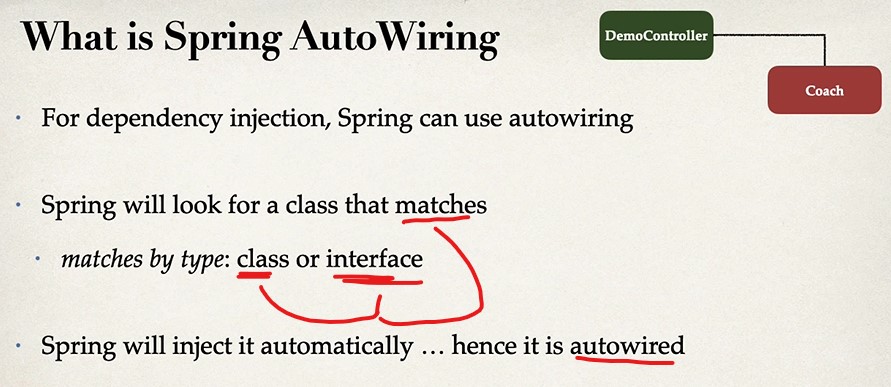 What is Spring AutoWiring
DemoController
Coach
• For dependency injection, Spring can use autowiring
• Spring will look for a class that matches
• matches by type: class or interface
• Spring will inject it automatically … hence it is autowired